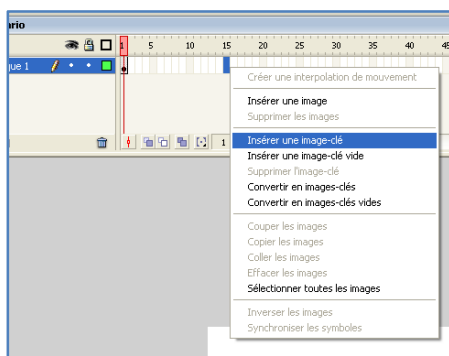 ario
1 5 10 15 20 25 30 35 40 45
que 1
1
Créer une interpolation de mouvement
Insérer une image
Supprimer les images
Insérer une image-clé
Insérer une image-clé vide
Supprimer l'image-clé
Convertir en images-clés
Convertir en images-clés vides
Couper les images
Copier les images
Coller les images
Effacer les images
Sélectionner toutes les images
Inverser les images
Synchroniser les symboles